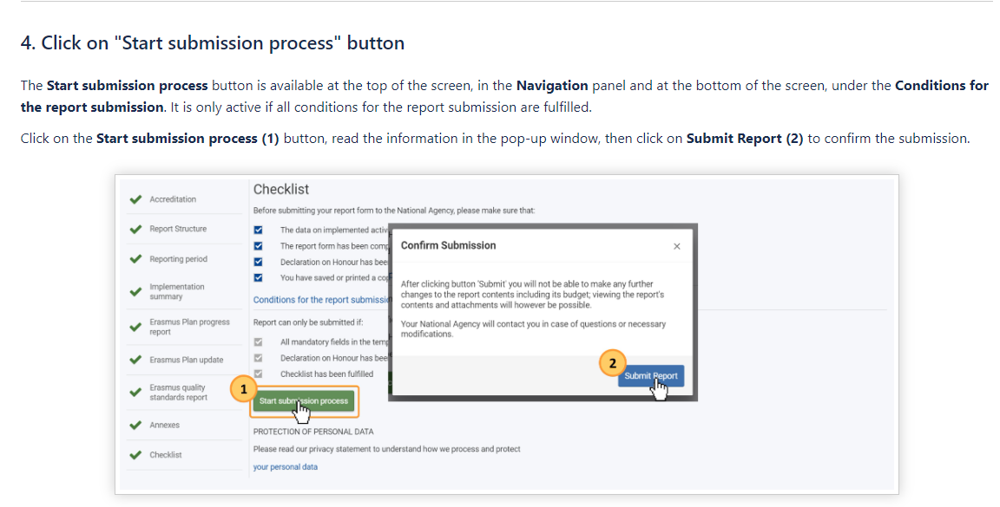 4. Click on "Start submission process" button
The Start submission process button is available at the top of the screen, in the Navigation panel and at the bottom of the screen, under the Conditions for
the report submission. It is only active if all conditions for the report submission are fulfilled.
Click on the Start submission process (1) button, read the information in the pop-up window, then click on Submit Report (2) to confirm the submission.
Accreditation
Report Structure
Reporting period
Implementation
summary
Erasmus Plan progress
report
Erasmus Plan update
Erasmus quality
standards report
Annexes
Checklist
Checklist
Before submitting your report form to the National Agency, please make sure that:
The data on implemented activ
The report form has been comp
Declaration on Honour has bee
You have saved or printed a cop
Conditions for the report submissio
Report can only be submitted if:
All mandatory fields in the temp
Declaration on Honour has bee
Checklist has been fulfilled
1
Start submission process
PROTECTION OF PERSONAL DATA
Please read our privacy statement to understand how we process and protect
your personal data
Confirm Submission
×
After clicking button 'Submit' you will not be able to make any further
changes to the report contents including its budget; viewing the report's
contents and attachments will however be possible.
Your National Agency will contact you in case of questions or necessary
modifications.
2
Submit Report